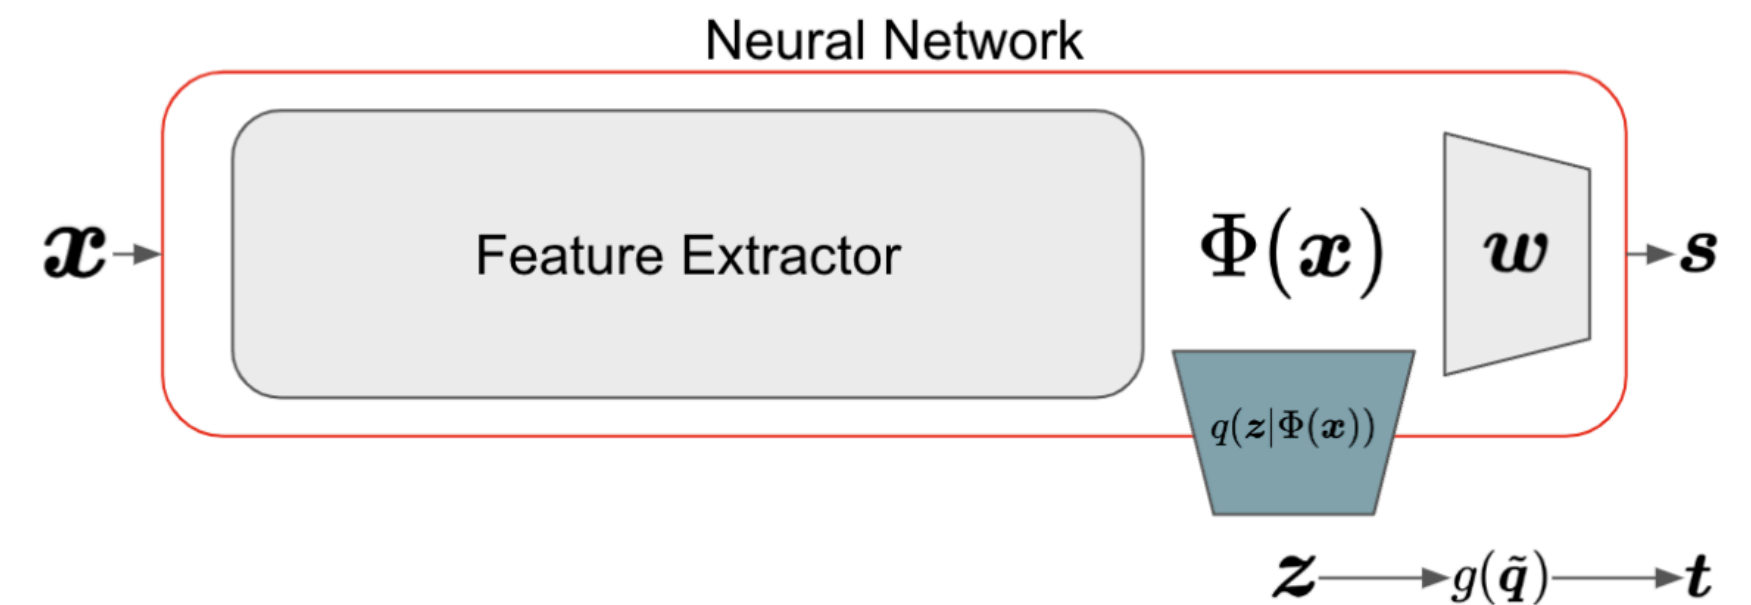 Neural Network
x
Feature Extractor
Φ(x)
w
s
q(z|Φ(x))
z
g(q̃)
t